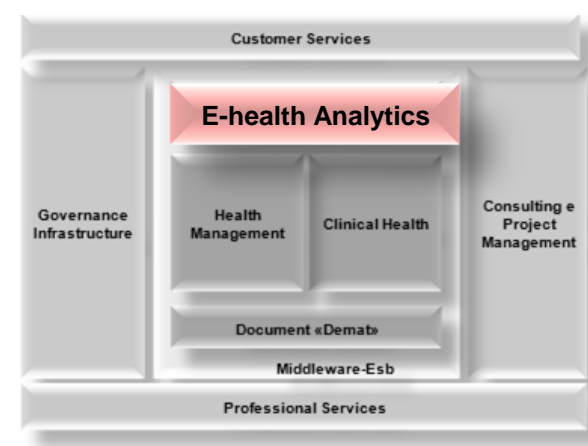 Customer Services
E-health Analytics
Governance
Infrastructure
Health
Management
Clinical Health
Consulting e
Project
Management
Document «Demat»
Middleware-Esb
Professional Services